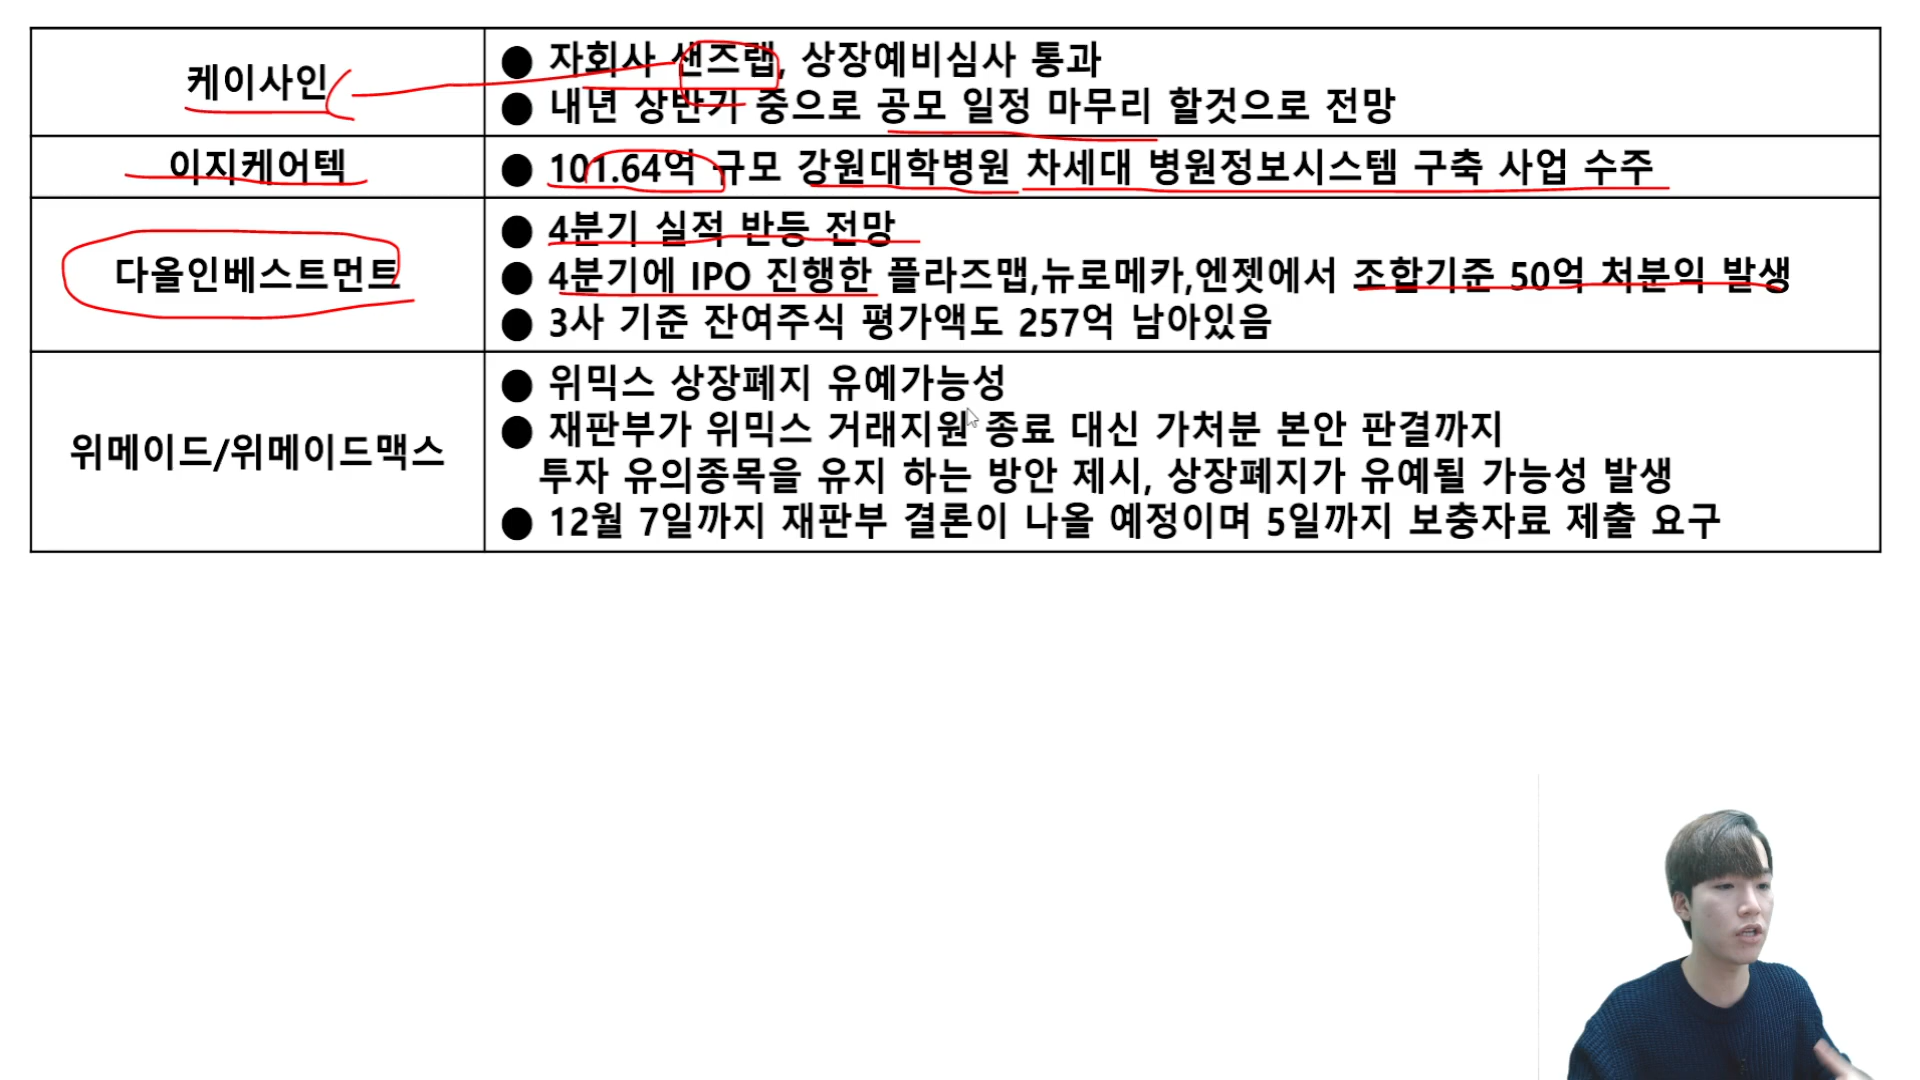 케이사인
● 자회사 샌즈랩, 상장예비심사 통과
● 내년 상반기 중으로 공모 일정 마무리 할것으로 전망
이지케어텍
● 101.64억 규모 강원대학병원 차세대 병원정보시스템 구축 사업 수주
다올인베스트먼트
● 4분기 실적 반등 전망
● 4분기에 IPO 진행한 플라즈맵,뉴로메카,엔젯에서 조합기준 50억 처분익 발생
● 3사 기준 잔여주식 평가액도 257억 남아있음
위메이드/위메이드맥스
● 위믹스 상장폐지 유예가능성
● 재판부가 위믹스 거래지원 종료 대신 가처분 본안 판결까지
투자 유의종목을 유지 하는 방안 제시, 상장폐지가 유예될 가능성 발생
● 12월 7일까지 재판부 결론이 나올 예정이며 5일까지 보충자료 제출 요구